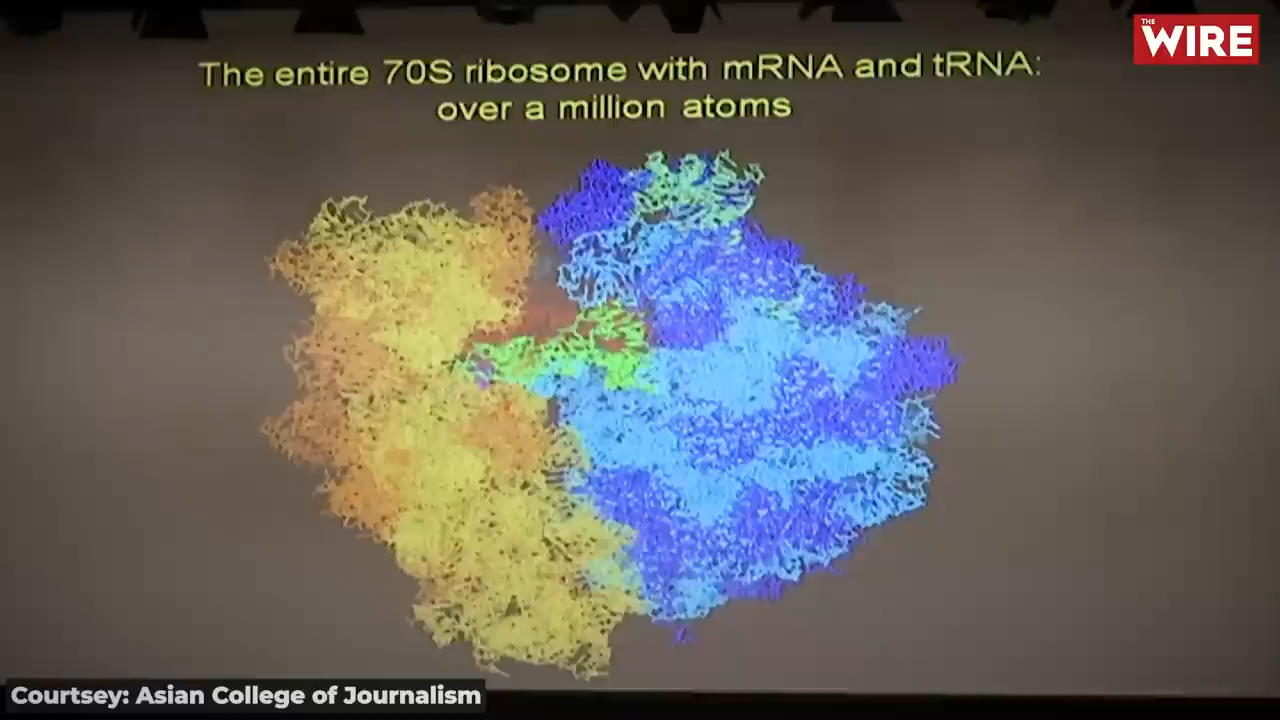 THE
WIRE
The entire 70S ribosome with mRNA and tRNA:
over a million atoms
Courtsey: Asian College of Journalism